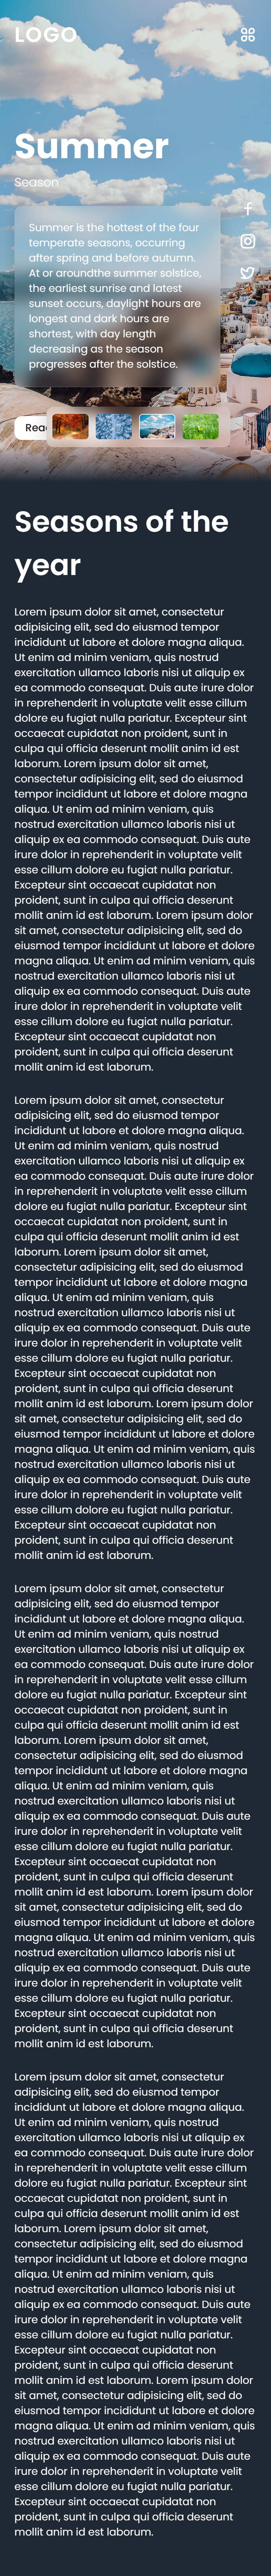 LOGO
Summer
Season
Summer is the hottest of the four
temperate seasons, occurring
after spring and before autumn.
At or aroundthe summer solstice,
the earliest sunrise and latest
sunset occurs, daylight hours are
longest and dark hours are
shortest, with day length
decreasing as the season
progresses after the solstice.
Seasons of the
year
Lorem ipsum dolor sit amet, consectetur
adipisicing elit, sed do eiusmod tempor
incididunt ut labore et dolore magna aliqua.
Ut enim ad minim veniam, quis nostrud
exercitation ullamco laboris nisi ut aliquip ex
ea commodo consequat. Duis aute irure dolor
in reprehenderit in voluptate velit esse cillum
dolore eu fugiat nulla pariatur. Excepteur sint
occaecat cupidatat non proident, sunt in
culpa qui officia deserunt mollit anim id est
laborum. Lorem ipsum dolor sit amet,
consectetur adipisicing elit, sed do eiusmod
tempor incididunt ut labore et dolore magna
aliqua. Ut enim ad minim veniam, quis
nostrud exercitation ullamco laboris nisi ut
aliquip ex ea commodo consequat. Duis aute
irure dolor in reprehenderit in voluptate velit
esse cillum dolore eu fugiat nulla pariatur.
Excepteur sint occaecat cupidatat non
proident, sunt in culpa qui officia deserunt
mollit anim id est laborum. Lorem ipsum dolor
sit amet, consectetur adipisicing elit, sed do
eiusmod tempor incididunt ut labore et dolore
magna aliqua. Ut enim ad minim veniam, quis
nostrud exercitation ullamco laboris nisi ut
aliquip ex ea commodo consequat. Duis aute
irure dolor in reprehenderit in voluptate velit
esse cillum dolore eu fugiat nulla pariatur.
Excepteur sint occaecat cupidatat non
proident, sunt in culpa qui officia deserunt
mollit anim id est laborum.
Lorem ipsum dolor sit amet, consectetur
adipisicing elit, sed do eiusmod tempor
incididunt ut labore et dolore magna aliqua.
Ut enim ad minim veniam, quis nostrud
exercitation ullamco laboris nisi ut aliquip ex
ea commodo consequat. Duis aute irure dolor
in reprehenderit in voluptate velit esse cillum
dolore eu fugiat nulla pariatur. Excepteur sint
occaecat cupidatat non proident, sunt in
culpa qui officia deserunt mollit anim id est
laborum. Lorem ipsum dolor sit amet,
consectetur adipisicing elit, sed do eiusmod
tempor incididunt ut labore et dolore magna
aliqua. Ut enim ad minim veniam, quis
nostrud exercitation ullamco laboris nisi ut
aliquip ex ea commodo consequat. Duis aute
irure dolor in reprehenderit in voluptate velit
esse cillum dolore eu fugiat nulla pariatur.
Excepteur sint occaecat cupidatat non
proident, sunt in culpa qui officia deserunt
mollit anim id est laborum. Lorem ipsum dolor
sit amet, consectetur adipisicing elit, sed do
eiusmod tempor incididunt ut labore et dolore
magna aliqua. Ut enim ad minim veniam, quis
nostrud exercitation ullamco laboris nisi ut
aliquip ex ea commodo consequat. Duis aute
irure dolor in reprehenderit in voluptate velit
esse cillum dolore eu fugiat nulla pariatur.
Excepteur sint occaecat cupidatat non
proident, sunt in culpa qui officia deserunt
mollit anim id est laborum.
Lorem ipsum dolor sit amet, consectetur
adipisicing elit, sed do eiusmod tempor
incididunt ut labore et dolore magna aliqua.
Ut enim ad minim veniam, quis nostrud
exercitation ullamco laboris nisi ut aliquip ex
ea commodo consequat. Duis aute irure dolor
in reprehenderit in voluptate velit esse cillum
dolore eu fugiat nulla pariatur. Excepteur sint
occaecat cupidatat non proident, sunt in
culpa qui officia deserunt mollit anim id est
laborum. Lorem ipsum dolor sit amet,
consectetur adipisicing elit, sed do eiusmod
tempor incididunt ut labore et dolore magna
aliqua. Ut enim ad minim veniam, quis
nostrud exercitation ullamco laboris nisi ut
aliquip ex ea commodo consequat. Duis aute
irure dolor in reprehenderit in voluptate velit
esse cillum dolore eu fugiat nulla pariatur.
Excepteur sint occaecat cupidatat non
proident, sunt in culpa qui officia deserunt
mollit anim id est laborum. Lorem ipsum dolor
sit amet, consectetur adipisicing elit, sed do
eiusmod tempor incididunt ut labore et dolore
magna aliqua. Ut enim ad minim veniam, quis
nostrud exercitation ullamco laboris nisi ut
aliquip ex ea commodo consequat. Duis aute
irure dolor in reprehenderit in voluptate velit
esse cillum dolore eu fugiat nulla pariatur.
Excepteur sint occaecat cupidatat non
proident, sunt in culpa qui officia deserunt
mollit anim id est laborum.
Lorem ipsum dolor sit amet, consectetur
adipisicing elit, sed do eiusmod tempor
incididunt ut labore et dolore magna aliqua.
Ut enim ad minim veniam, quis nostrud
exercitation ullamco laboris nisi ut aliquip ex
ea commodo consequat. Duis aute irure dolor
in reprehenderit in voluptate velit esse cillum
dolore eu fugiat nulla pariatur. Excepteur sint
occaecat cupidatat non proident, sunt in
culpa qui officia deserunt mollit anim id est
laborum. Lorem ipsum dolor sit amet,
consectetur adipisicing elit, sed do eiusmod
tempor incididunt ut labore et dolore magna
aliqua. Ut enim ad minim veniam, quis
nostrud exercitation ullamco laboris nisi ut
aliquip ex ea commodo consequat. Duis aute
irure dolor in reprehenderit in voluptate velit
esse cillum dolore eu fugiat nulla pariatur.
Excepteur sint occaecat cupidatat non
proident, sunt in culpa qui officia deserunt
mollit anim id est laborum. Lorem ipsum dolor
sit amet, consectetur adipisicing elit, sed do
eiusmod tempor incididunt ut labore et dolore
magna aliqua. Ut enim ad minim veniam, quis
nostrud exercitation ullamco laboris nisi ut
aliquip ex ea commodo consequat. Duis aute
irure dolor in reprehenderit in voluptate velit
esse cillum dolore eu fugiat nulla pariatur.
Excepteur sint occaecat cupidatat non
proident, sunt in culpa qui officia deserunt
mollit anim id est laborum.